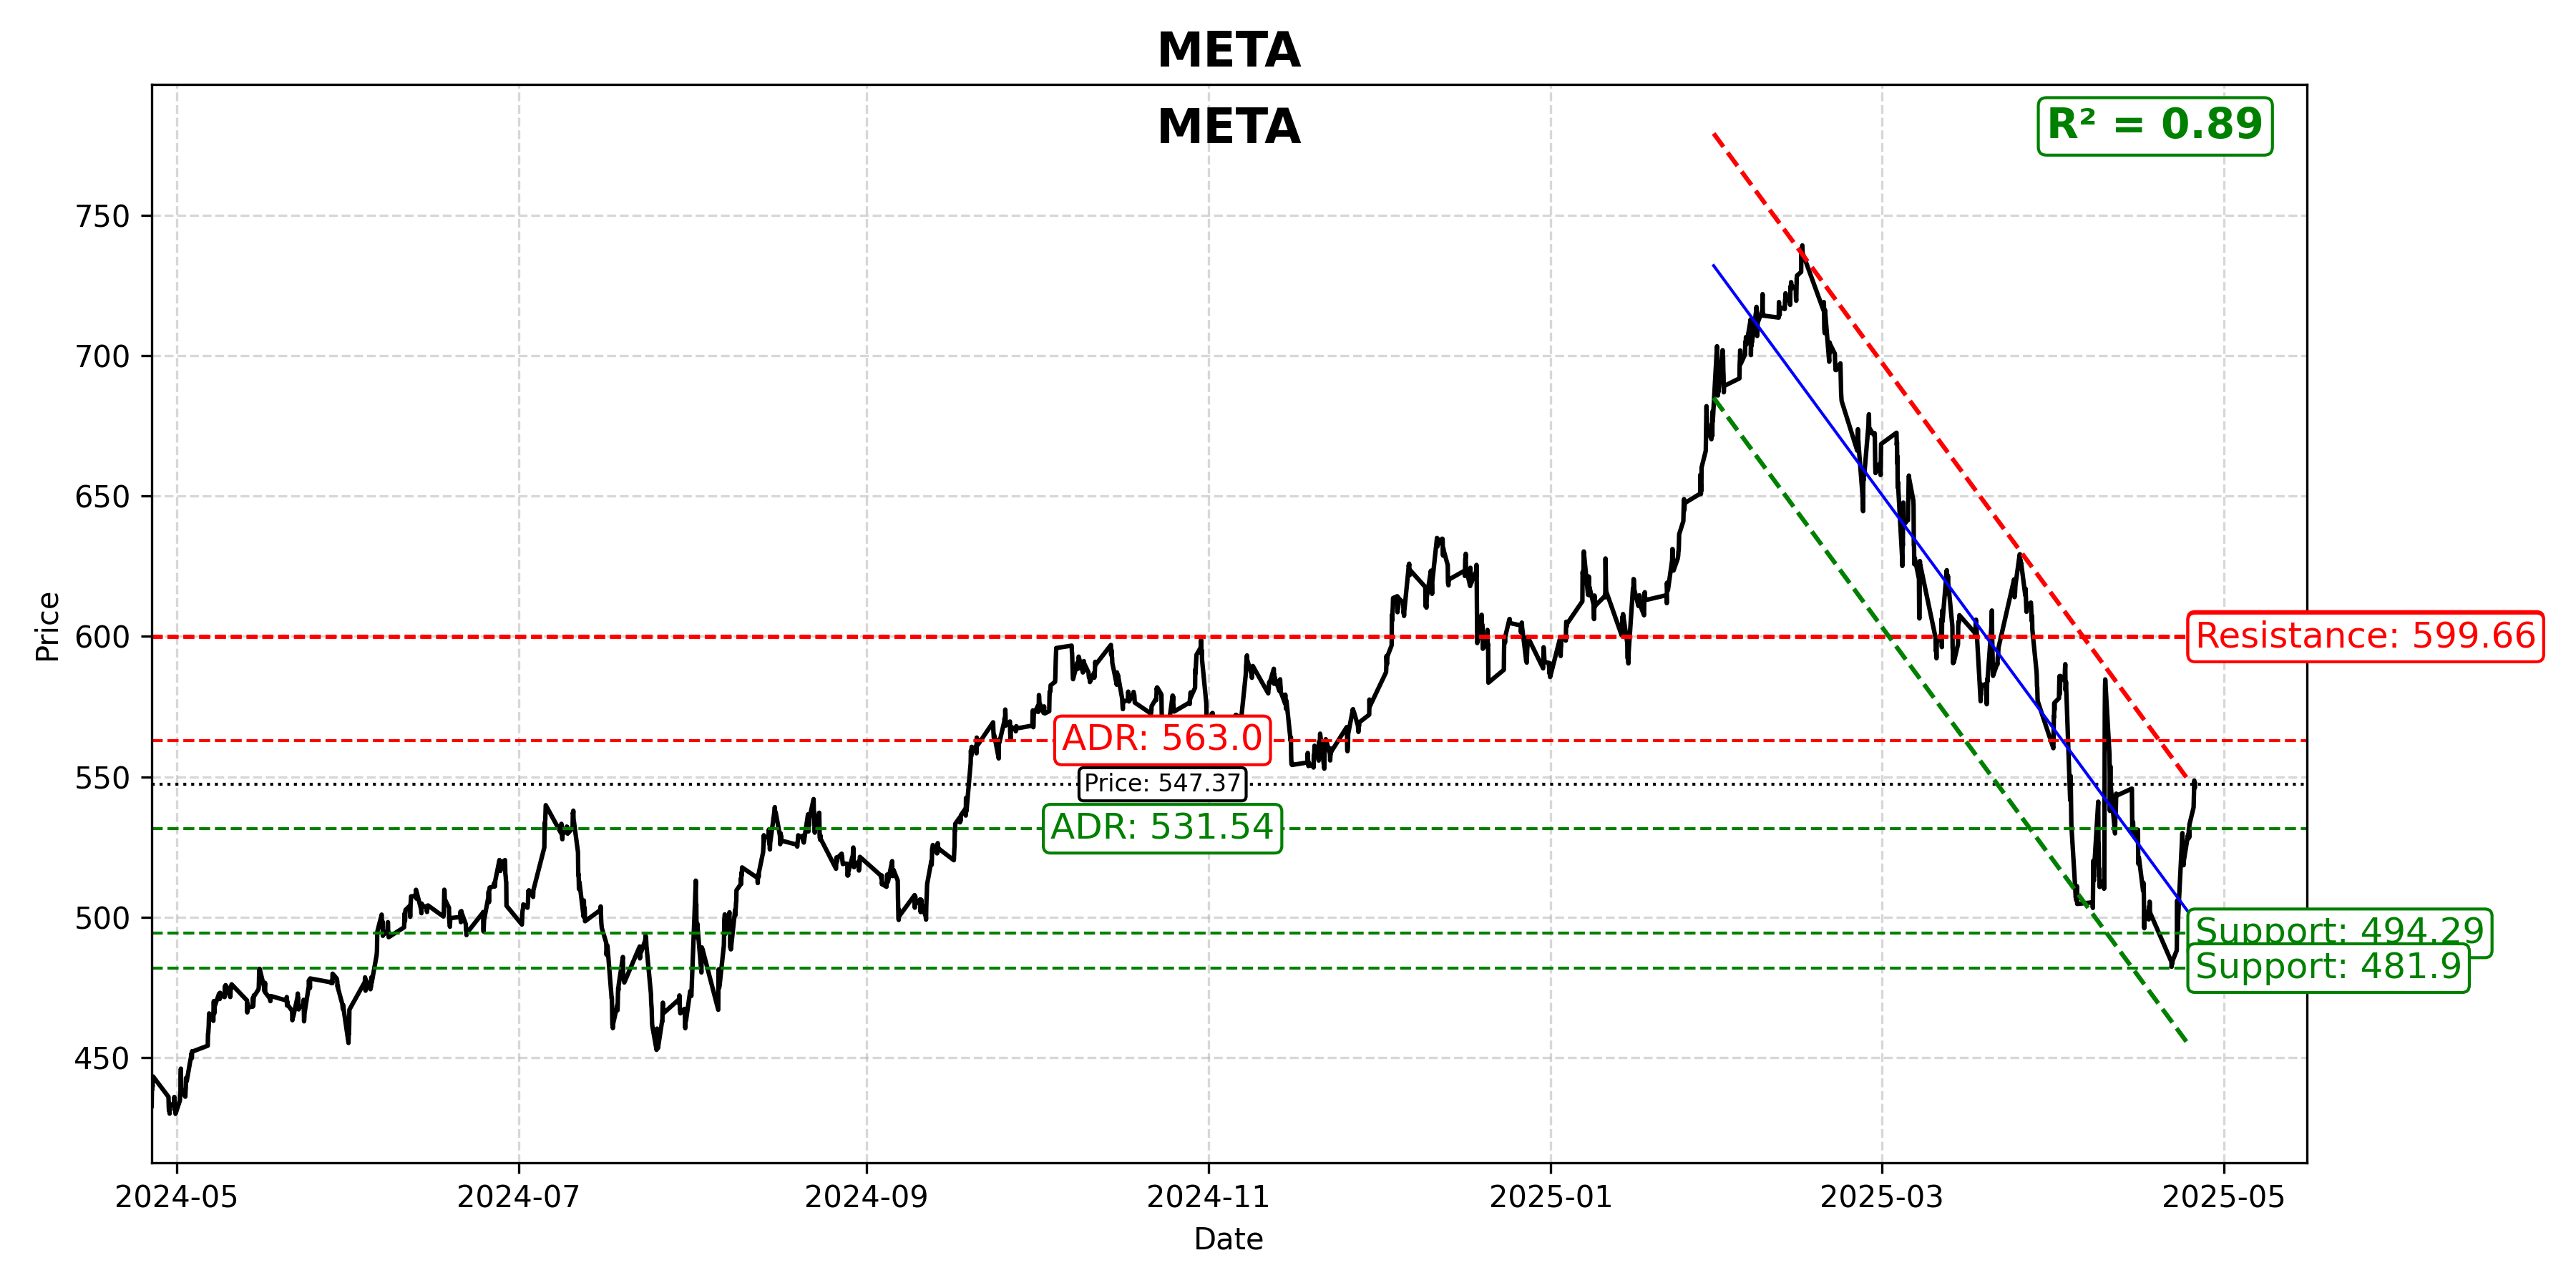 META
META
R² = 0.89
750
700
650
600
550
500
450
Price
Resistance: 599.66
ADR: 563.0
Price: 547.37
ADR: 531.54
Support: 494.29
Support: 481.9
2024-05
2024-07
2024-09
2024-11
2025-01
2025-03
2025-05
Date